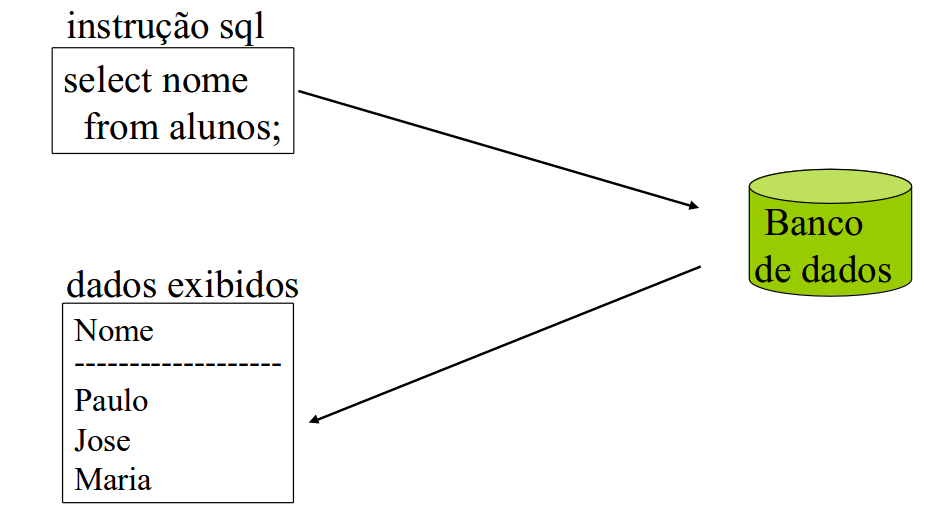 instrução sql
select nome
from alunos;
Banco
de dados
dados exibidos
Nome
-------------------
Paulo
Jose
Maria